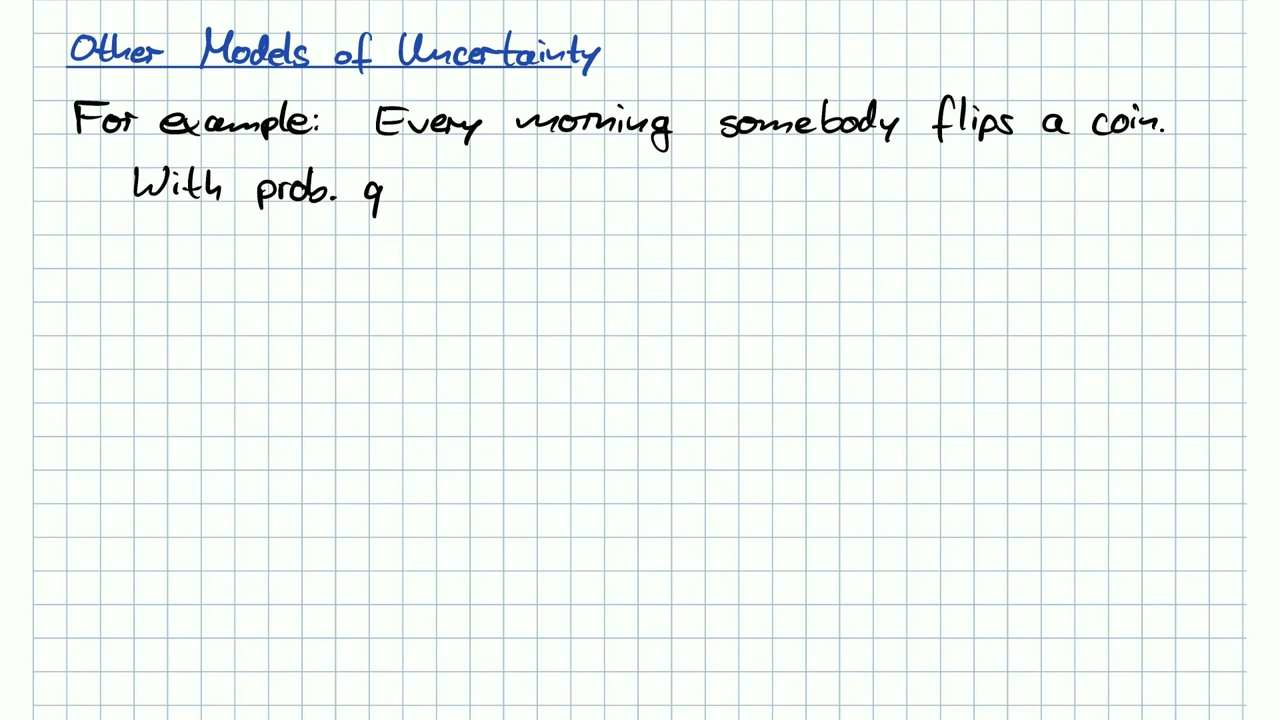 Other Models of Uncertainty
For example: Every morning somebody flips a coin.
With prob. q